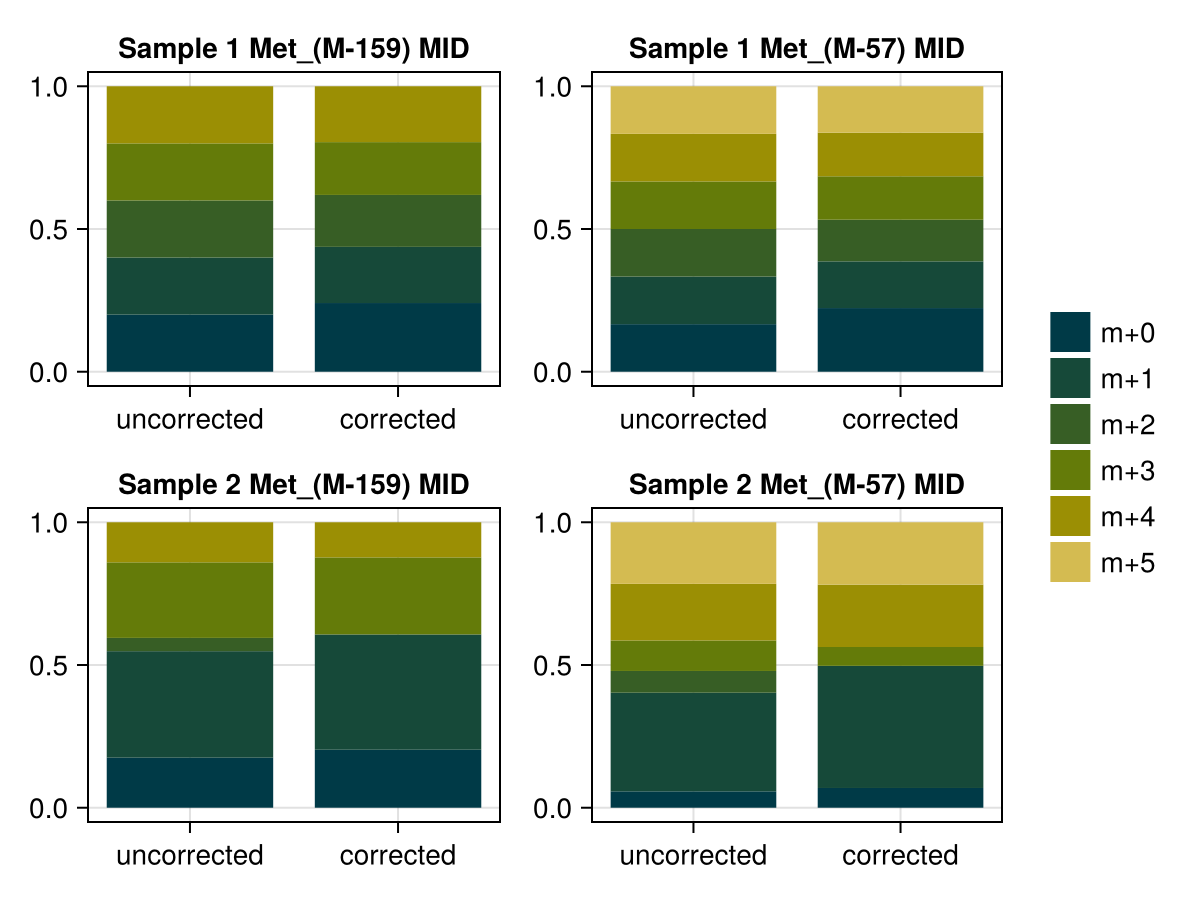 Sample 1 Met_(M-159) MID
1.0
0.5
0.0
uncorrected corrected
Sample 1 Met_(M-57) MID
1.0
0.5
0.0
uncorrected corrected
Sample 2 Met_(M-159) MID
1.0
0.5
0.0
uncorrected corrected
Sample 2 Met_(M-57) MID
1.0
0.5
0.0
uncorrected corrected
m+0
m+1
m+2
m+3
m+4
m+5